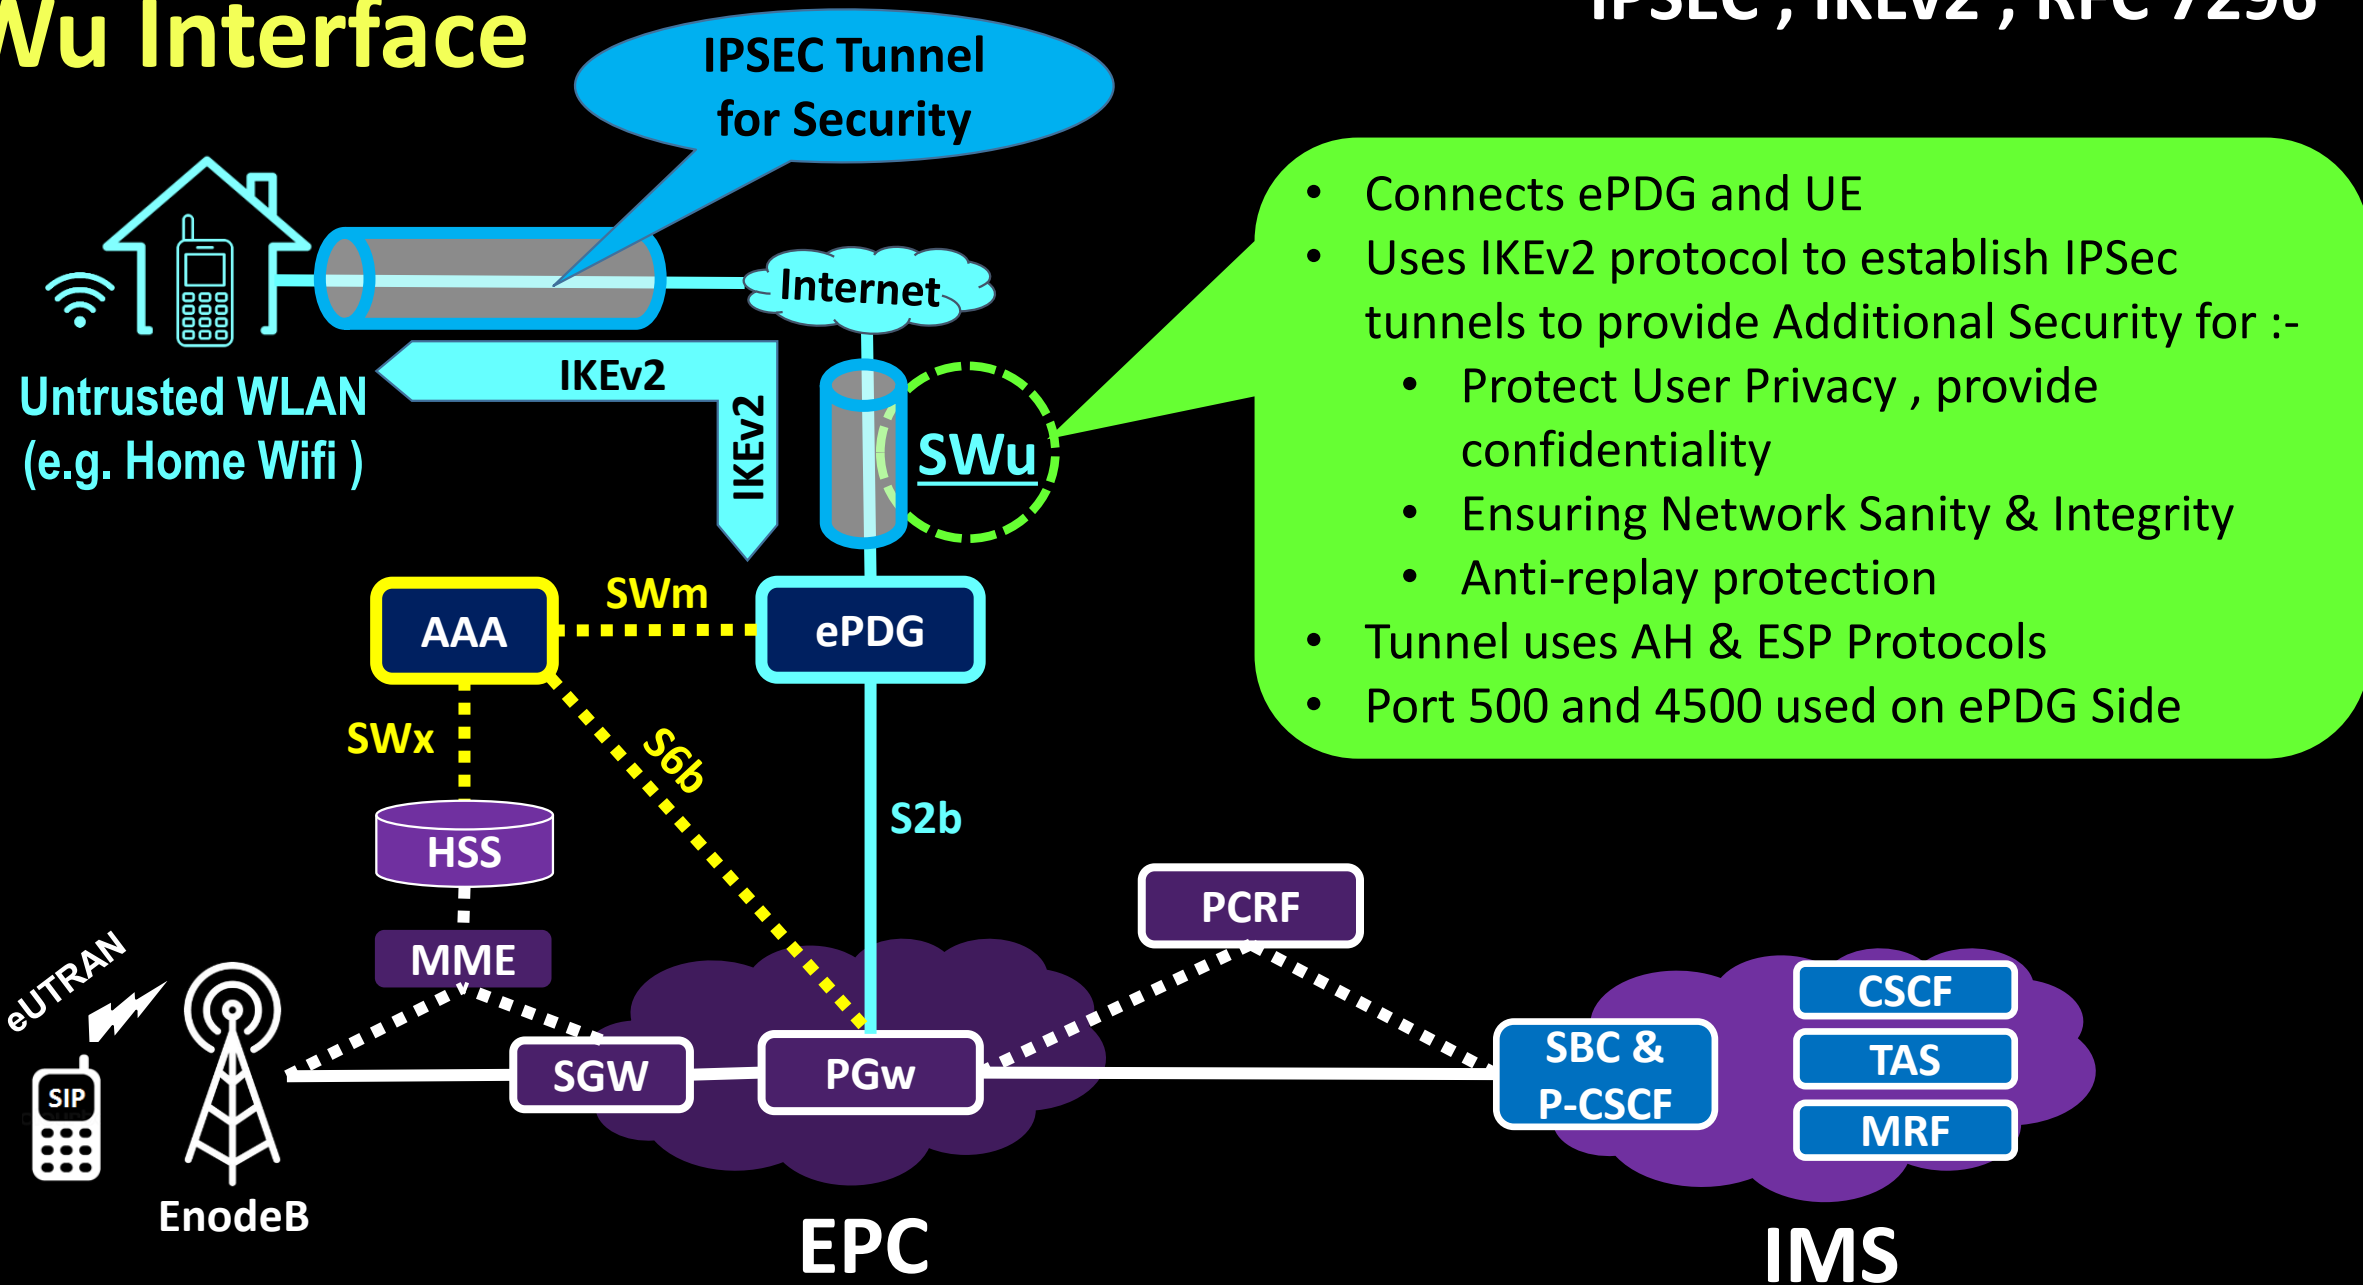 Wu Interface
IPSEC , IKEv2 , RFC 7296
IPSEC Tunnel
for Security
Internet
IKEv2
IKEv2
Untrusted WLAN
(e.g. Home Wifi )
SWu
• Connects ePDG and UE
• Uses IKEv2 protocol to establish IPSec
tunnels to provide Additional Security for :-
• Protect User Privacy , provide
confidentiality
• Ensuring Network Sanity & Integrity
• Anti-replay protection
• Tunnel uses AH & ESP Protocols
• Port 500 and 4500 used on ePDG Side
AAA
SWm
ePDG
SWx
S6b
S2b
HSS
MME
PCRF
eUTRAN
SIP
EnodeB
SGW
PGw
SBC &
P-CSCF
CSCF
TAS
MRF
EPC
IMS